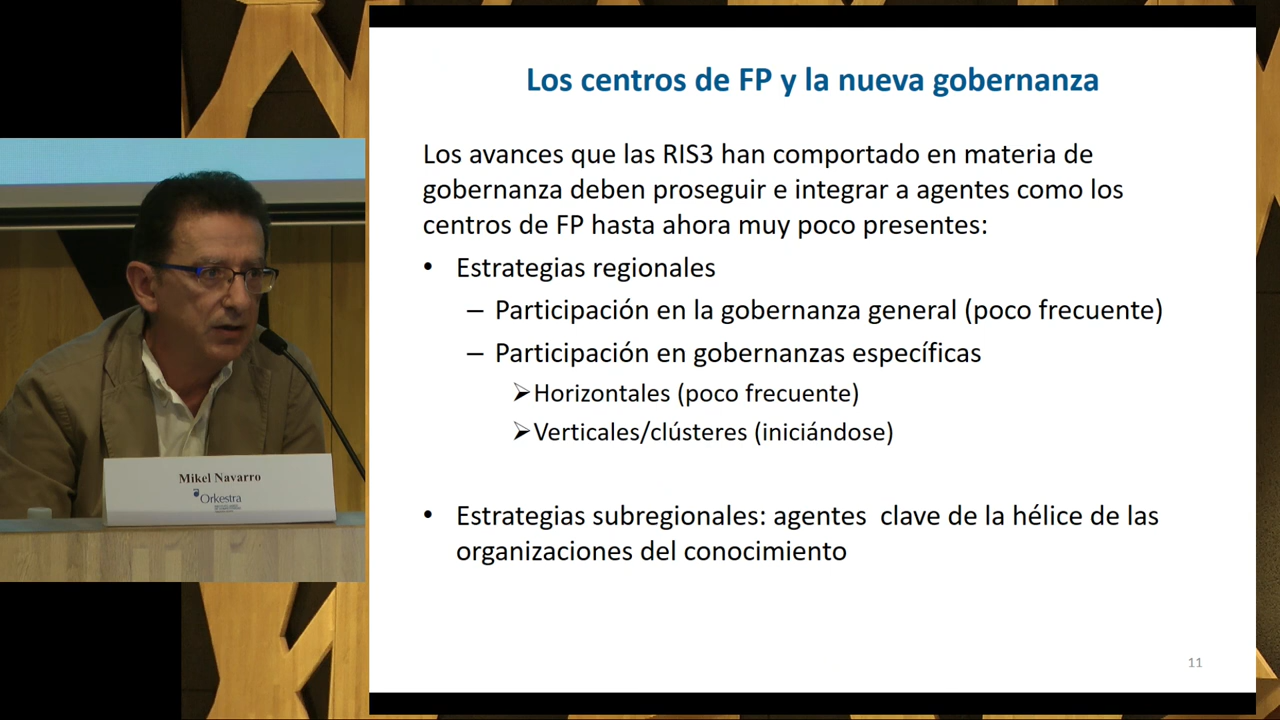 Los centros de FP y la nueva gobernanza
Los avances que las RIS3 han comportado en materia de
gobernanza deben proseguir e integrar a agentes como los
centros de FP hasta ahora muy poco presentes:
• Estrategias regionales
– Participación en la gobernanza general (poco frecuente)
– Participación en gobernanzas específicas
➢Horizontales (poco frecuente)
➢Verticales/clústeres (iniciándose)
• Estrategias subregionales: agentes  clave de la hélice de las
organizaciones del conocimiento
11
Mikel Navarro
Orkestra